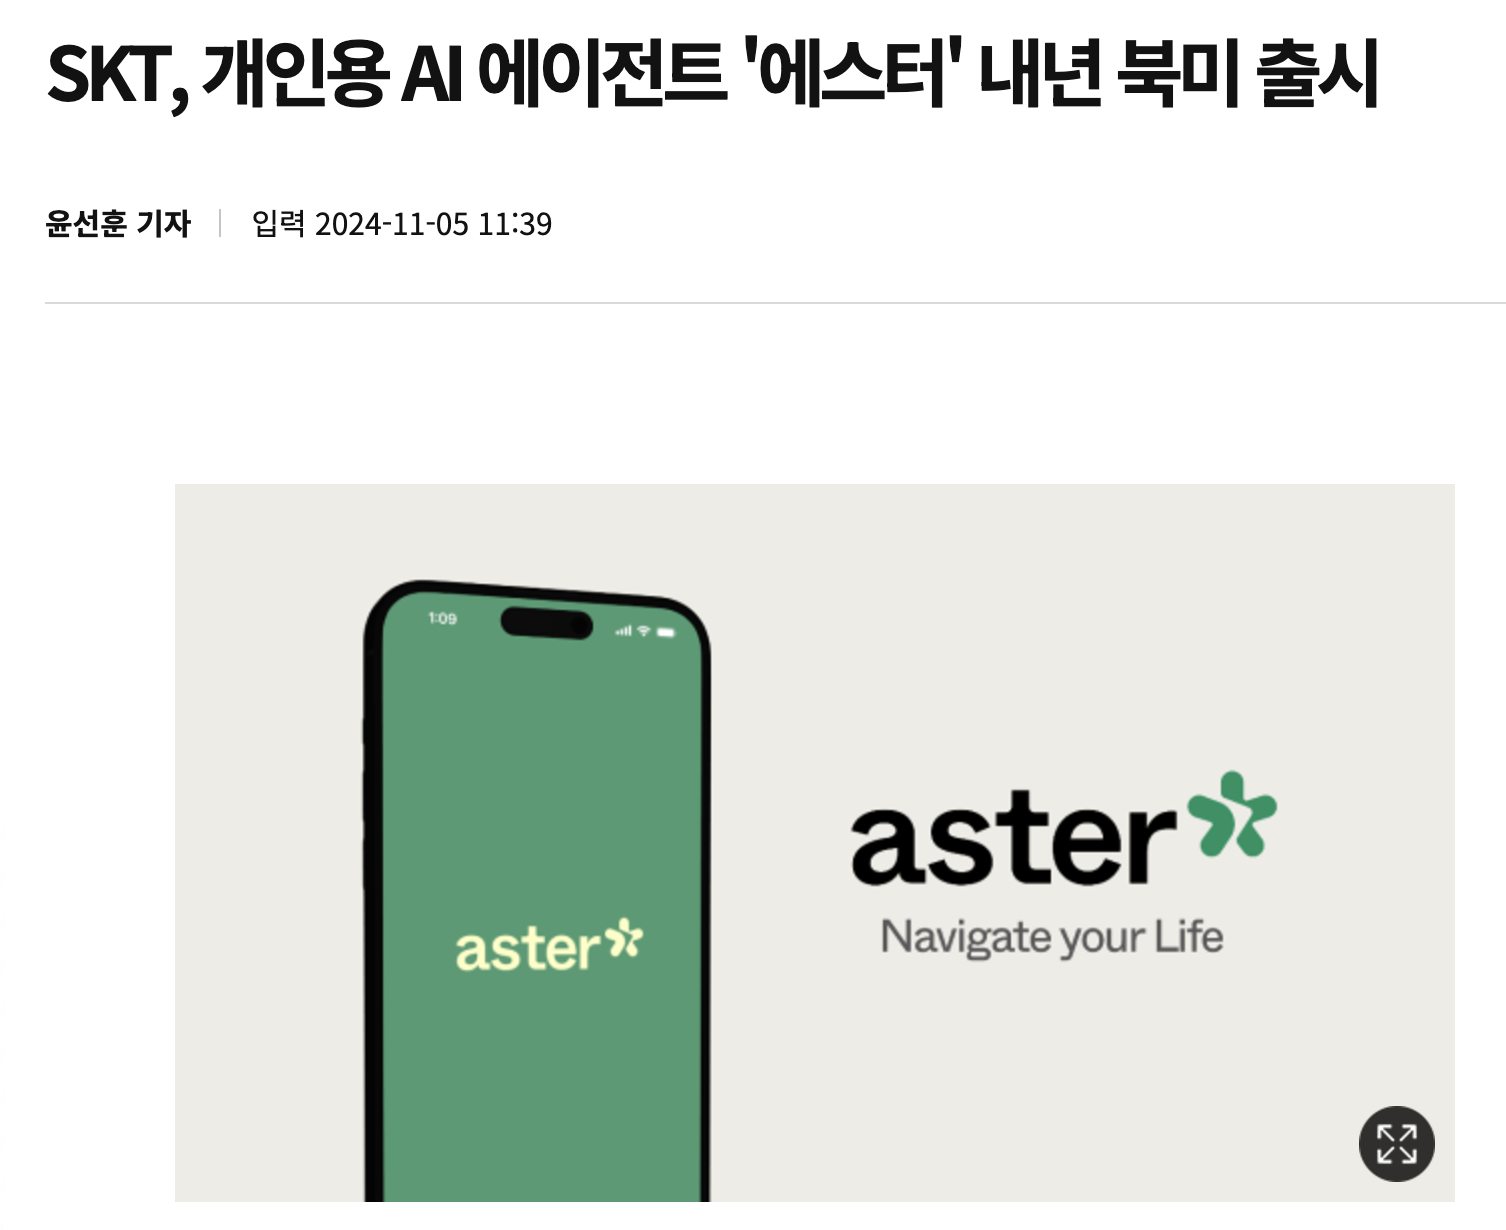 SKT, 개인용 AI 에이전트 '에스터' 내년 북미 출시
윤선훈 기자 입력 2024-11-05 11:39
1:09
aster
aster
Navigate your Life